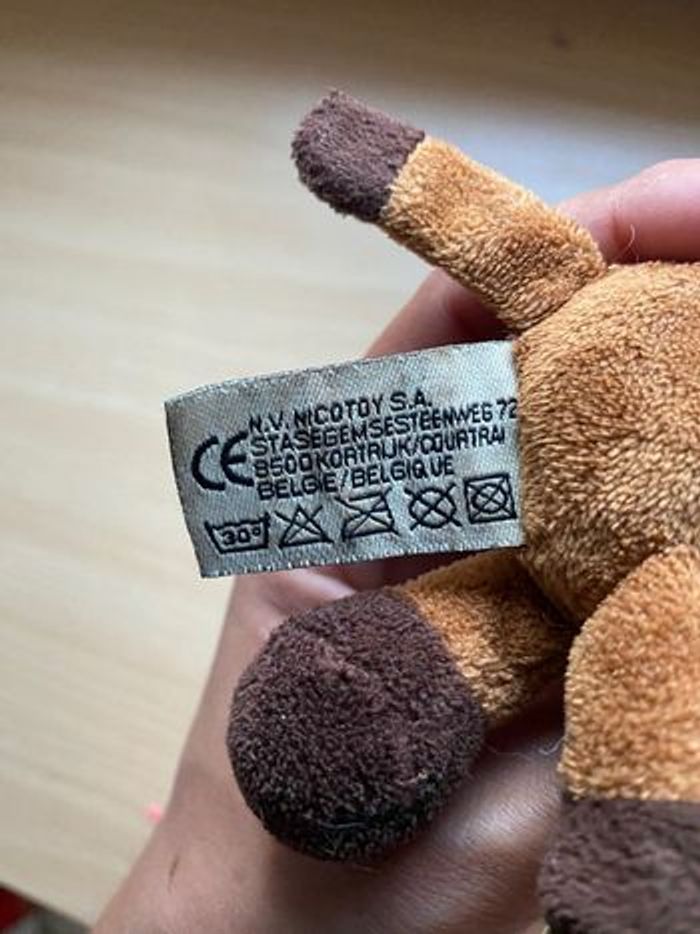 N.V. NICOTOY S.A.
CE STASEGEMSESTEENWEG 72
8500 KORTRIJK/COURTRAI
BELGIE/BELGIQUE
30°